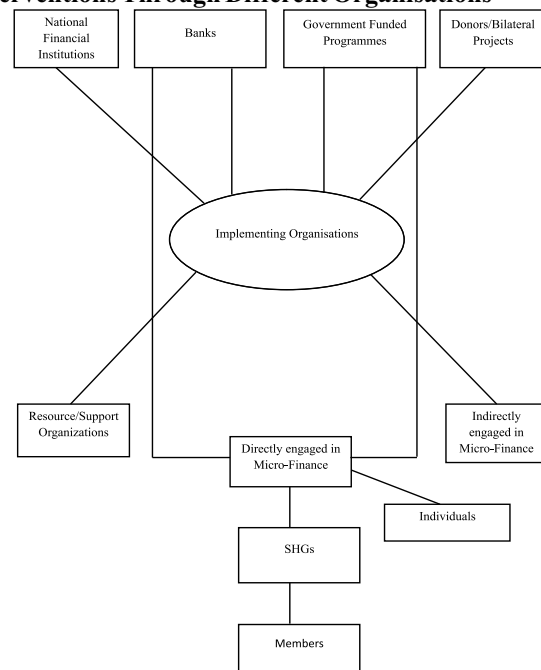 Through Different Organisations
National
Financial
Institutions
Banks
Government Funded
Programmes
Donors/Bilateral
Projects
Implementing Organisations
Resource/Support
Organizations
Indirectly
engaged in
Micro-Finance
Directly engaged in
Micro-Finance
Individuals
SHGs
Members